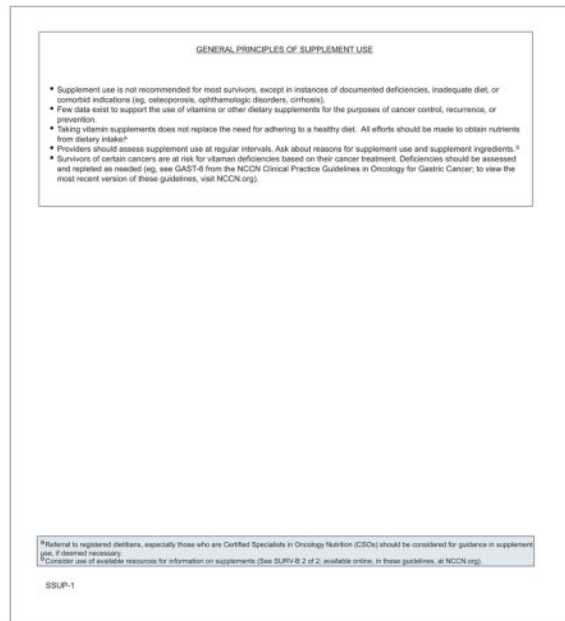 GENERAL PRINCIPLES OF SUPPLEMENT USE
• Supplement use is not recommended for most survivors, except in instances of documented deficiencies, inadequate diet, or
comorbid indications (eg, osteoporosis, ophthamologic disorders, cirrhosis).
• Few data exist to support the use of vitamins or other dietary supplements for the purposes of cancer control, recurrence, or
prevention.
• Taking vitamin supplements does not replace the need for adhering to a healthy diet. All efforts should be made to obtain nutrients
from dietary intake.a
• Providers should assess supplement use at regular intervals. Ask about reasons for supplement use and supplement ingredients.b
• Survivors of certain cancers are at risk for vitaman deficiencies based on their cancer treatment. Deficiencies should be assessed
and repleted as needed (eg, see GAST-6 from the NCCN Clinical Practice Guidelines in Oncology for Gastric Cancer; to view the
most recent version of these guidelines, visit NCCN.org).
aReferral to registered dietitians, especially those who are Certified Specialists in Oncology Nutrition (CSOs) should be considered for guidance in supplement
use, if deemed necessary.
bConsider use of available resources for information on supplements (See SURV-B 2 of 2; available online, in these guidelines, at NCCN.org).
SSUP-1